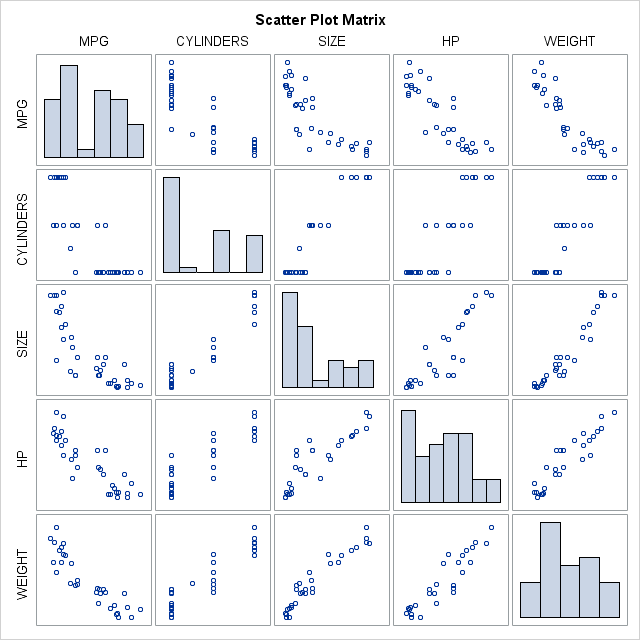 Scatter Plot Matrix
MPG CYLINDERS SIZE HP WEIGHT
MPG
CYLINDERS
SIZE
HP
WEIGHT